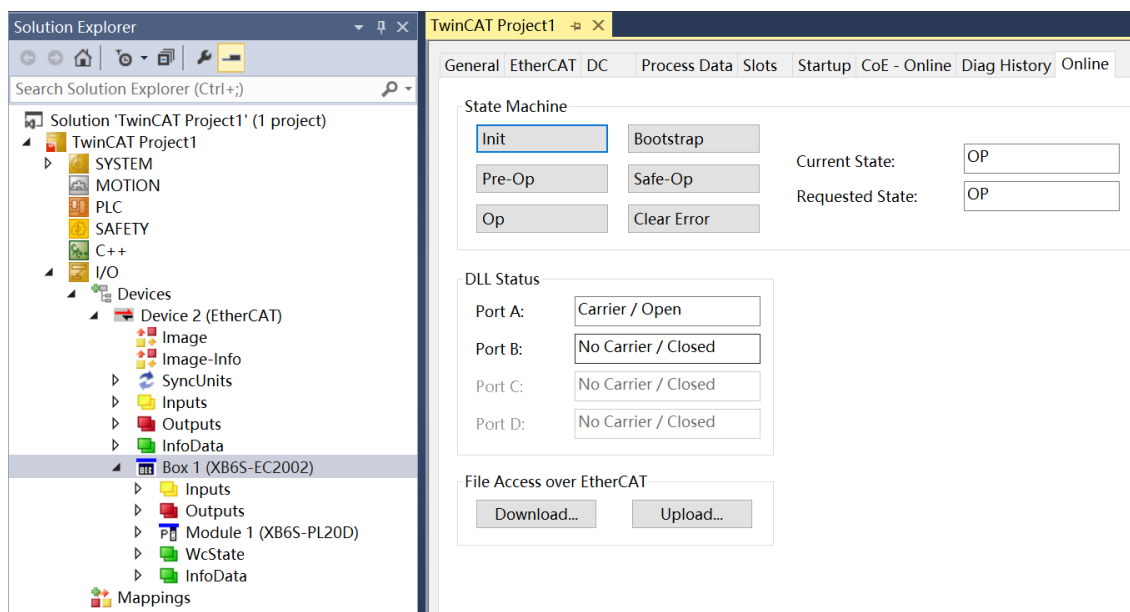 Solution Explorer
Search Solution Explorer (Ctrl+;)
Solution 'TwinCAT Project1' (1 project)
TwinCAT Project1
SYSTEM
MOTION
PLC
SAFETY
C++
I/O
Devices
Device 2 (EtherCAT)
Image
Image-Info
SyncUnits
Inputs
Outputs
InfoData
Box 1 (XB6S-EC2002)
Inputs
Outputs
Module 1 (XB6S-PL20D)
WcState
InfoData
Mappings
TwinCAT Project1
General EtherCAT DC Process Data Slots Startup CoE - Online Diag History Online
State Machine
Init Bootstrap
Pre-Op Safe-Op
Op Clear Error
Current State: OP
Requested State: OP
DLL Status
Port A: Carrier / Open
Port B: No Carrier / Closed
Port C: No Carrier / Closed
Port D: No Carrier / Closed
File Access over EtherCAT
Download... Upload...